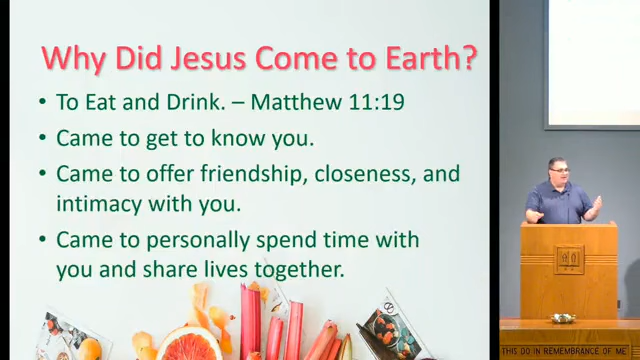 Why Did Jesus Come to Earth?
• To Eat and Drink. – Matthew 11:19
• Came to get to know you.
• Came to offer friendship, closeness, and
intimacy with you.
• Came to personally spend time with
you and share lives together.
THIS DO IN REMEMBRANCE OF ME